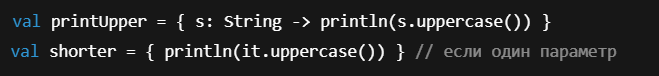 val printUpper = { s: String -> println(s.uppercase()) }
val shorter = { println(it.uppercase()) } // если один параметр